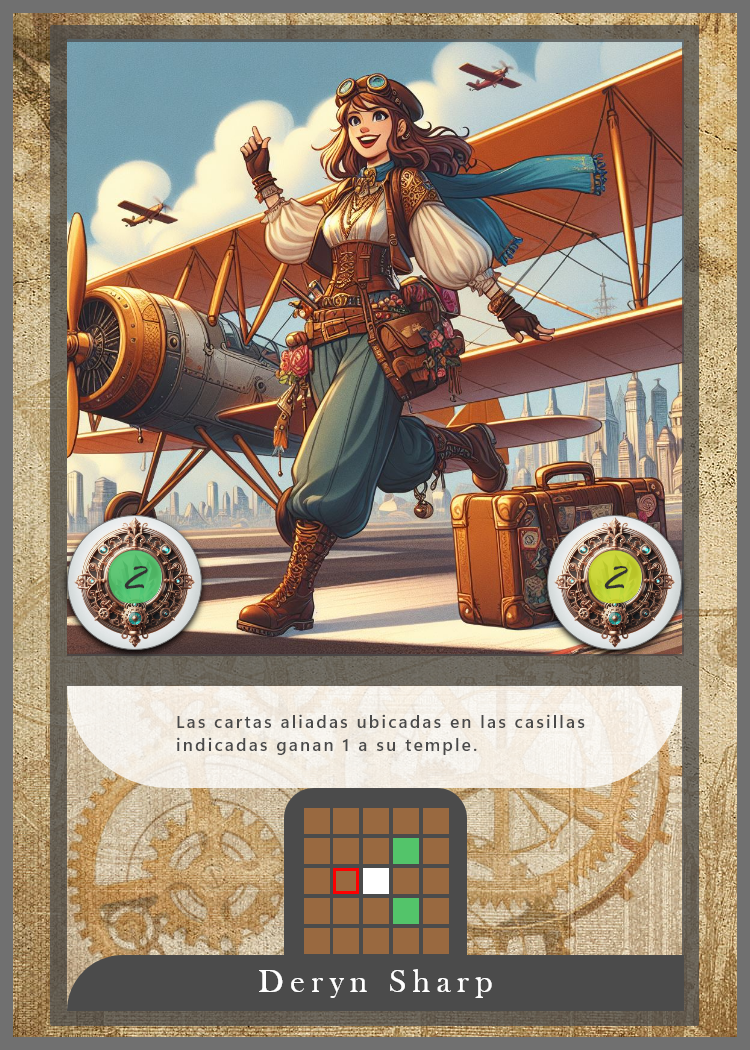 2
2
Las cartas aliadas ubicadas en las casillas
indicadas ganan 1 a su temple.
Deryn Sharp